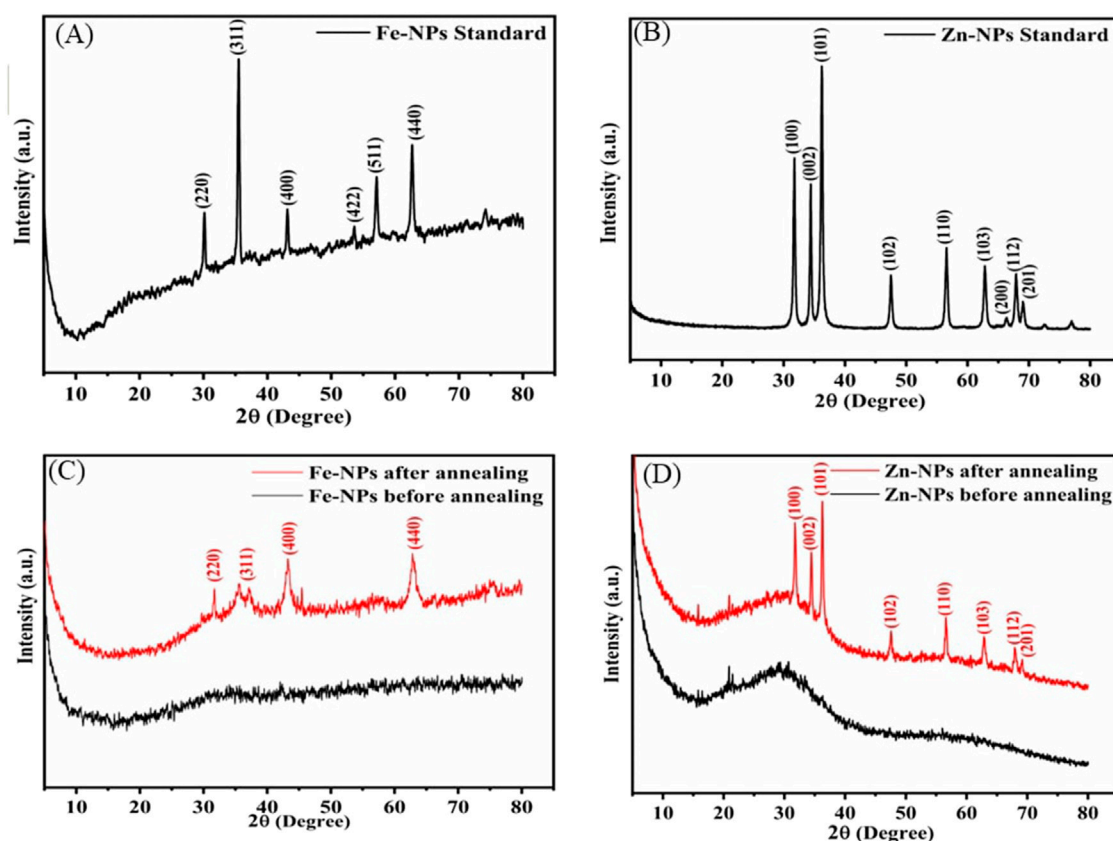 (A)
Fe-NPs Standard
(220)
(311)
(400)
(422)
(511)
(440)
Intensity (a.u.)
10 20 30 40 50 60 70 80
2θ (Degree)
(B)
Zn-NPs Standard
(100)
(002)
(101)
(102)
(110)
(103)
(200)
(112)
(201)
Intensity (a.u.)
10 20 30 40 50 60 70 80
2θ (Degree)
(C)
Fe-NPs after annealing
Fe-NPs before annealing
(220)
(311)
(400)
(440)
Intensity (a.u.)
10 20 30 40 50 60 70 80
2θ (Degree)
(D)
Zn-NPs after annealing
Zn-NPs before annealing
(100)
(002)
(101)
(102)
(110)
(103)
(112)
(201)
Intensity (a.u.)
10 20 30 40 50 60 70 80
2θ (Degree)